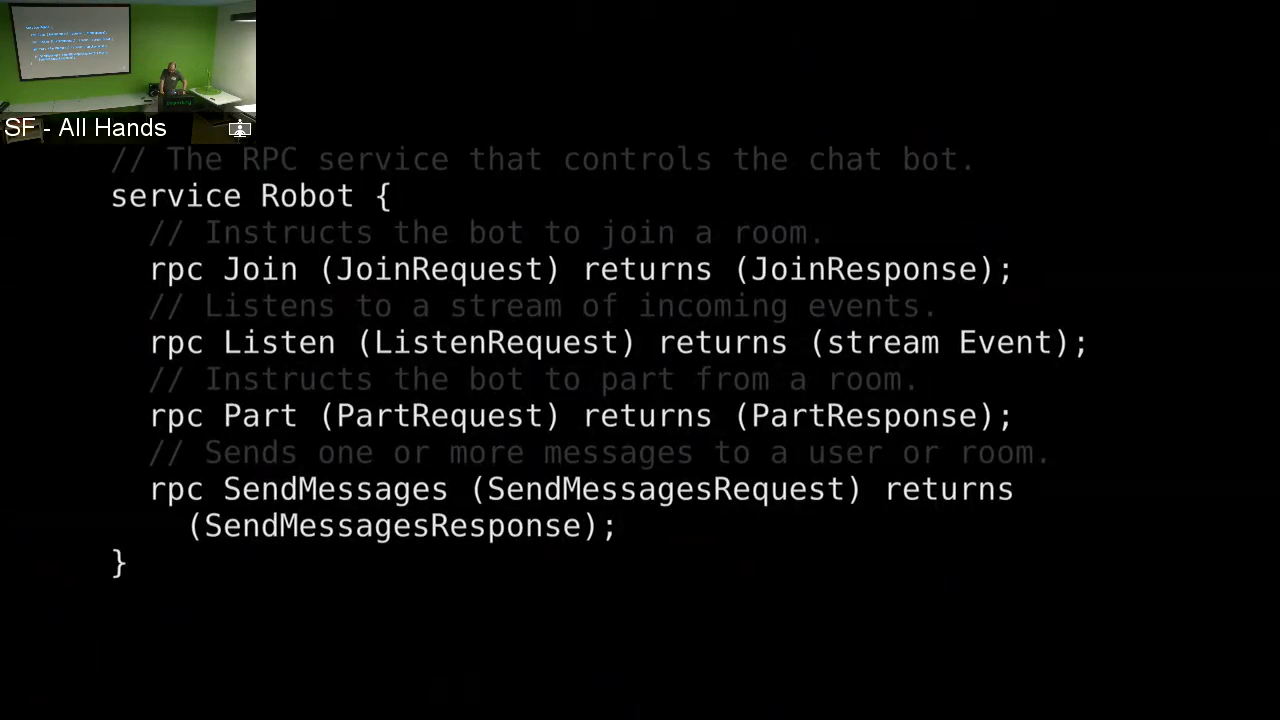 SF - All Hands
// The RPC service that controls the chat bot.
service Robot {
// Instructs the bot to join a room.
rpc Join (JoinRequest) returns (JoinResponse);
// Listens to a stream of incoming events.
rpc Listen (ListenRequest) returns (stream Event);
// Instructs the bot to part from a room.
rpc Part (PartRequest) returns (PartResponse);
// Sends one or more messages to a user or room.
rpc SendMessages (SendMessagesRequest) returns
(SendMessagesResponse);
}